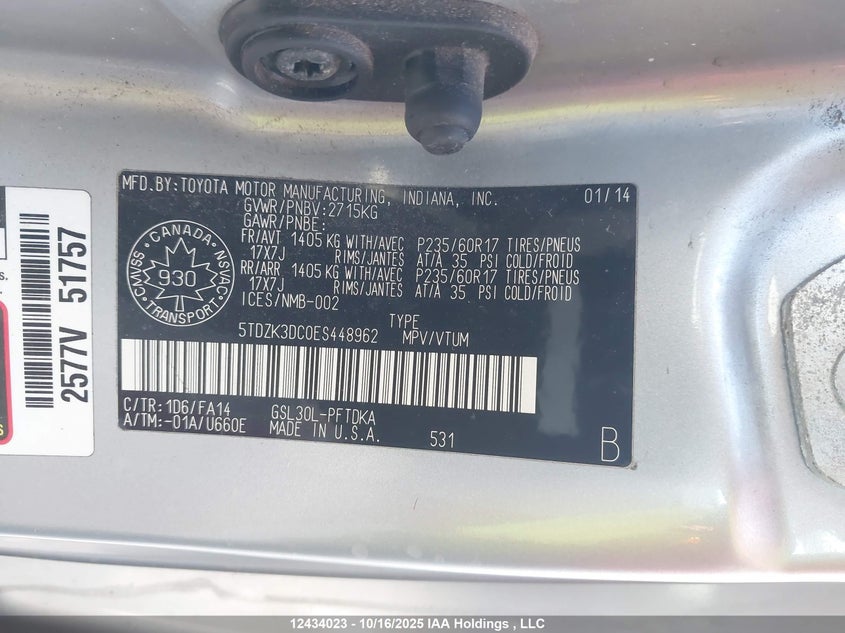 MFD.BY:TOYOTA MOTOR MANUFACTURING, INDIANA, INC. 01/14
GVWR/PNBV:2715KG
GAWR/PNBE:
FR/AVT 1405 KG WITH/AVEC P235/60R17 TIRES/PNEUS
17X7J RIMS/JANTES AT/A 35 PSI COLD/FROID
RR/ARR 1405 KG WITH/AVEC P235/60R17 TIRES/PNEUS
17X7J RIMS/JANTES AT/A 35 PSI COLD/FROID
ICES/NMB-002
CANADA
CMVSS NSVAC
930
TRANSPORT
TYPE
5TDZK3DC0ES448962 MPV/VTUM
C/TR:1D6/FA14 GSL30L-PFTDKA
A/TM:-01A/U660E MADE IN U.S.A. 531
B
2577V 51757
s.
S
12434023 - 10/16/2025 IAA Holdings , LLC